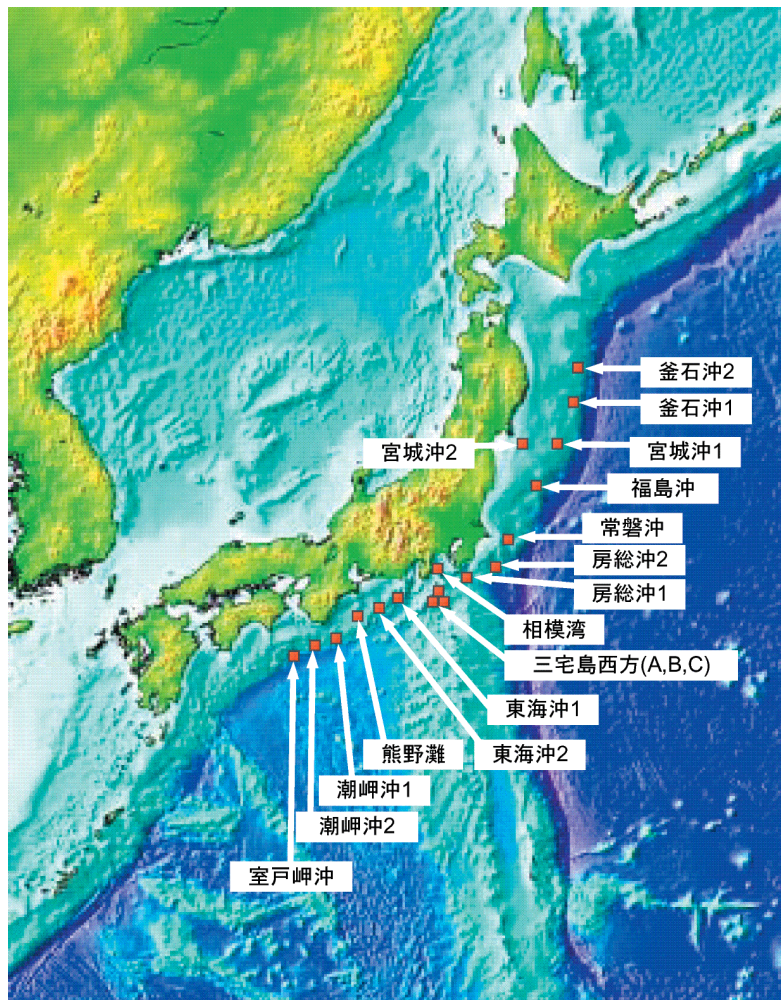 釜石沖2
釜石沖1
宮城沖2
宮城沖1
福島沖
常磐沖
房総沖2
房総沖1
相模湾
三宅島西方(A,B,C)
東海沖1
熊野灘
東海沖2
潮岬沖1
潮岬沖2
室戸岬沖